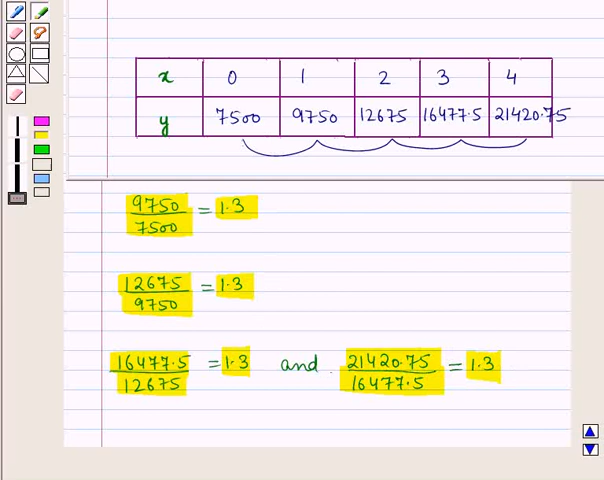 x 0 1 2 3 4
y 7500 9750 12675 16477.5 21420.75
9750/7500 = 1.3
12675/9750 = 1.3
16477.5/12675 = 1.3 and 21420.75/16477.5 = 1.3